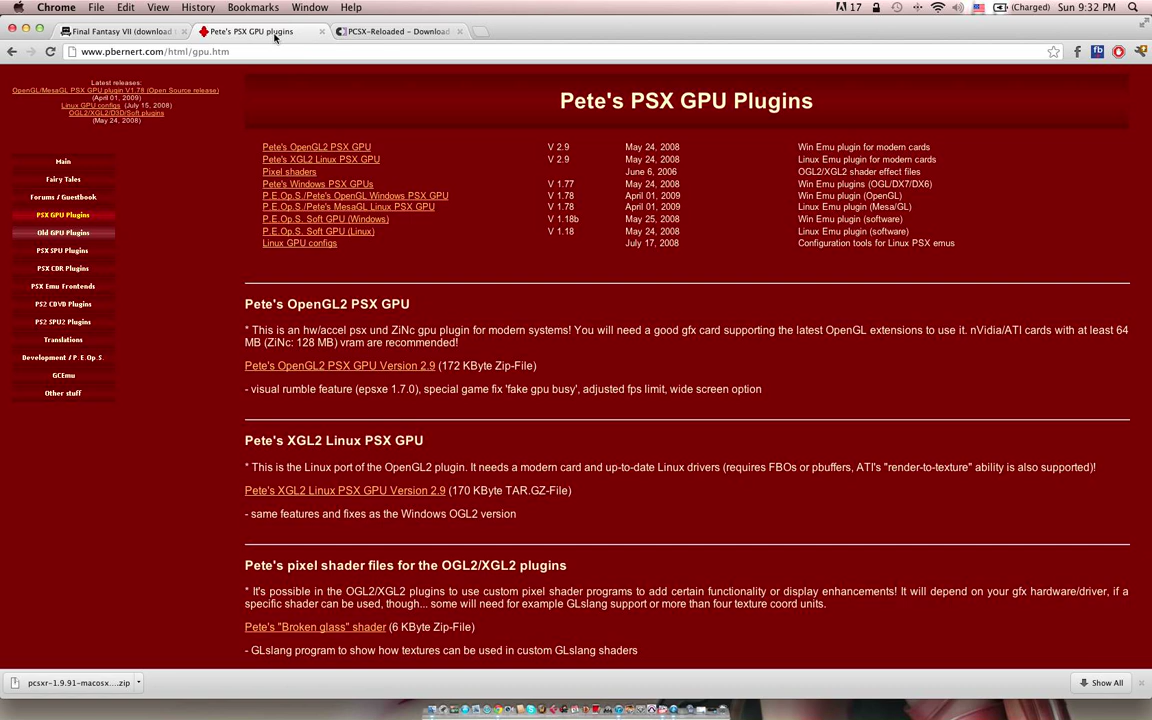 Chrome File Edit View History Bookmarks Window Help
17 (Charged) Sun 9:32 PM
Final Fantasy VII (download
Pete's PSX GPU plugins
PCSX-Reloaded - Download
www.pbernert.com/html/gpu.htm
Latest releases:
OpenGL/MesaGL PSX GPU plugin V1.78 (Open Source release)
(April 01, 2009)
Linux GPU configs (July 15, 2008)
OGL2/XGL2/D3D/Soft plugins
(May 24, 2008)
Main
Fairy Tales
Forums / Guestbook
PSX GPU Plugins
Old GPU Plugins
PSX SPU Plugins
PSX CDR Plugins
PSX Emu Frontends
PS2 CDVD Plugins
PS2 SPU2 Plugins
Translations
Development / P.E.Op.S.
GCEmu
Other stuff
Pete's PSX GPU Plugins
Pete's OpenGL2 PSX GPU V 2.9 May 24, 2008 Win Emu plugin for modern cards
Pete's XGL2 Linux PSX GPU V 2.9 May 24, 2008 Linux Emu plugin for modern cards
Pixel shaders June 6, 2006 OGL2/XGL2 shader effect files
Pete's Windows PSX GPUs V 1.77 May 24, 2008 Win Emu plugins (OGL/DX7/DX6)
P.E.Op.S./Pete's OpenGL Windows PSX GPU V 1.78 April 01, 2009 Win Emu plugin (OpenGL)
P.E.Op.S./Pete's MesaGL Linux PSX GPU V 1.78 April 01, 2009 Linux Emu plugin (Mesa/GL)
P.E.Op.S. Soft GPU (Windows) V 1.18b May 25, 2008 Win Emu plugin (software)
P.E.Op.S. Soft GPU (Linux) V 1.18 May 24, 2008 Linux Emu plugin (software)
Linux GPU configs July 17, 2008 Configuration tools for Linux PSX emus
Pete's OpenGL2 PSX GPU
* This is an hw/accel psx und ZiNc gpu plugin for modern systems! You will need a good gfx card supporting the latest OpenGL extensions to use it. nVidia/ATI cards with at least 64
MB (ZiNc: 128 MB) vram are recommended!
Pete's OpenGL2 PSX GPU Version 2.9 (172 KByte Zip-File)
- visual rumble feature (epsxe 1.7.0), special game fix 'fake gpu busy', adjusted fps limit, wide screen option
Pete's XGL2 Linux PSX GPU
* This is the Linux port of the OpenGL2 plugin. It needs a modern card and up-to-date Linux drivers (requires FBOs or pbuffers, ATI's "render-to-texture" ability is also supported)!
Pete's XGL2 Linux PSX GPU Version 2.9 (170 KByte TAR.GZ-File)
- same features and fixes as the Windows OGL2 version
Pete's pixel shader files for the OGL2/XGL2 plugins
* It's possible in the OGL2/XGL2 plugins to use custom pixel shader programs to add certain functionality or display enhancements! It will depend on your gfx hardware/driver, if a
specific shader can be used, though... some will need for example GLslang support or more than four texture coord units.
Pete's "Broken glass" shader (6 KByte Zip-File)
- GLslang program to show how textures can be used in custom GLslang shaders
pcsxr-1.9.91-macosx....zip
Show All